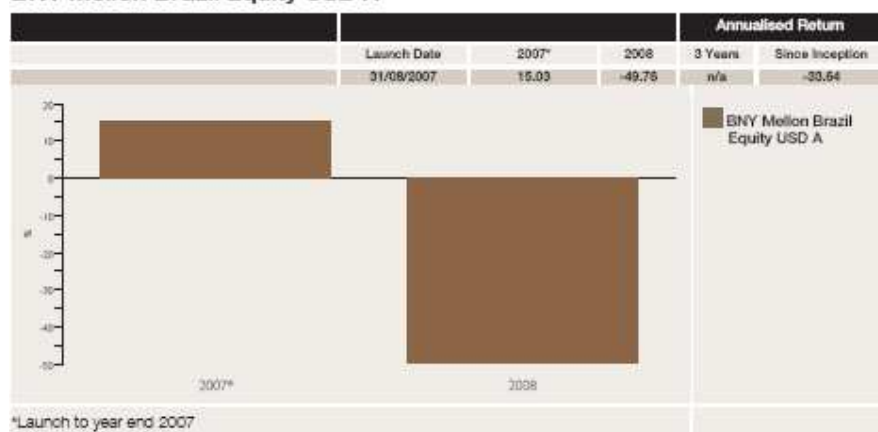 Annualised Return
Launch Date 2007* 2008 3 Years Since Inception
31/08/2007 15.03 -49.76 n/a -33.54
20
10
0
-10
-20
-30
-40
-50
%
BNY Mellon Brazil
Equity USD A
2007* 2008
*Launch to year end 2007